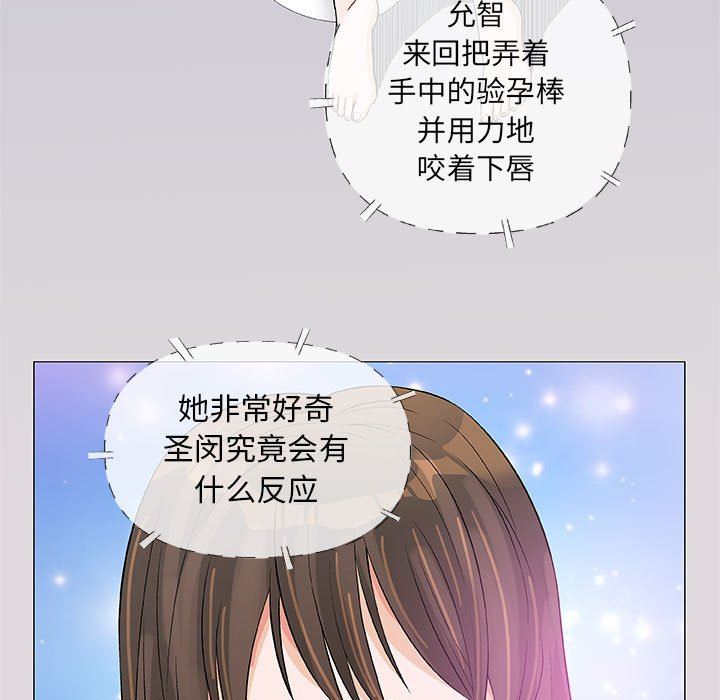 允智
来回把弄着
手中的验孕棒
并用力地
咬着下唇
她非常好奇
圣闵究竟会有
什么反应